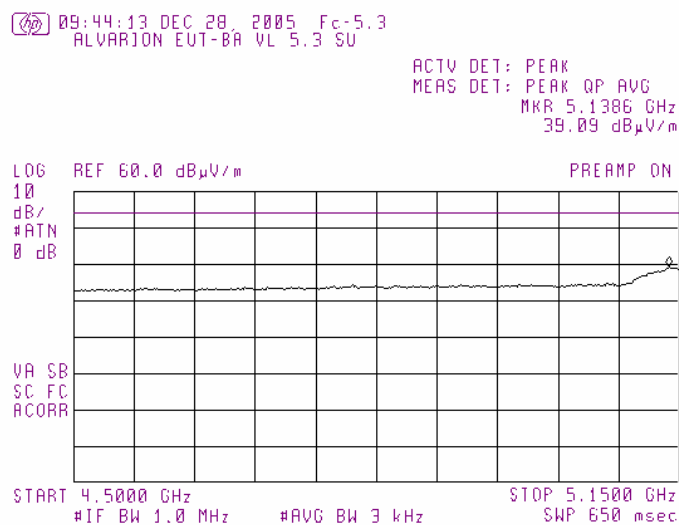 hp 09:44:13 DEC 28, 2005 Fc-5.3
ALVARION EUT-BA VL 5.3 SU
ACTV DET: PEAK
MEAS DET: PEAK QP AVG
MKR 5.1386 GHz
39.09 dBµV/m
LOG REF 60.0 dBµV/m PREAMP ON
10
dB/
#ATN
0 dB
VA SB
SC FC
ACORR
START 4.5000 GHz STOP 5.1500 GHz
#IF BW 1.0 MHz #AVG BW 3 kHz SWP 650 msec